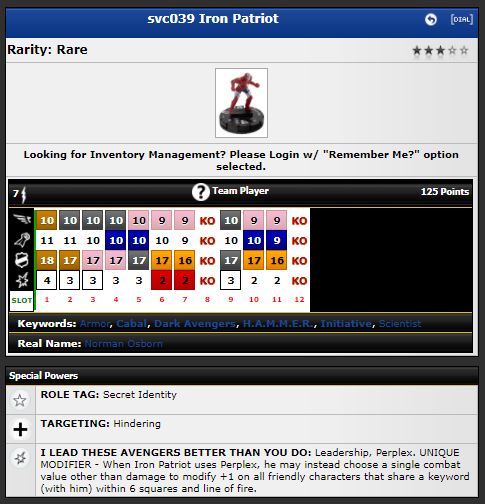 svc039 Iron Patriot
[DIAL]
Rarity: Rare
Looking for Inventory Management? Please Login w/ "Remember Me?" option
selected.
7 Team Player 125 Points
10 10 10 10 10 9 9 KO 10 9 9 KO
11 11 10 10 10 9 9 KO 10 10 9 KO
18 17 17 17 17 17 16 KO 17 17 16 KO
4 3 3 3 3 2 2 KO 3 2 2 KO
SLOT 1 2 3 4 5 6 7 8 9 10 11 12
Keywords: Armor, Cabal, Dark Avengers, H.A.M.M.E.R., Initiative, Scientist
Real Name: Norman Osborn
Special Powers
ROLE TAG: Secret Identity
TARGETING: Hindering
I LEAD THESE AVENGERS BETTER THAN YOU DO: Leadership, Perplex. UNIQUE
MODIFIER - When Iron Patriot uses Perplex, he may instead choose a single combat
value other than damage to modify +1 on all friendly characters that share a keyword
(with him) within 6 squares and line of fire.